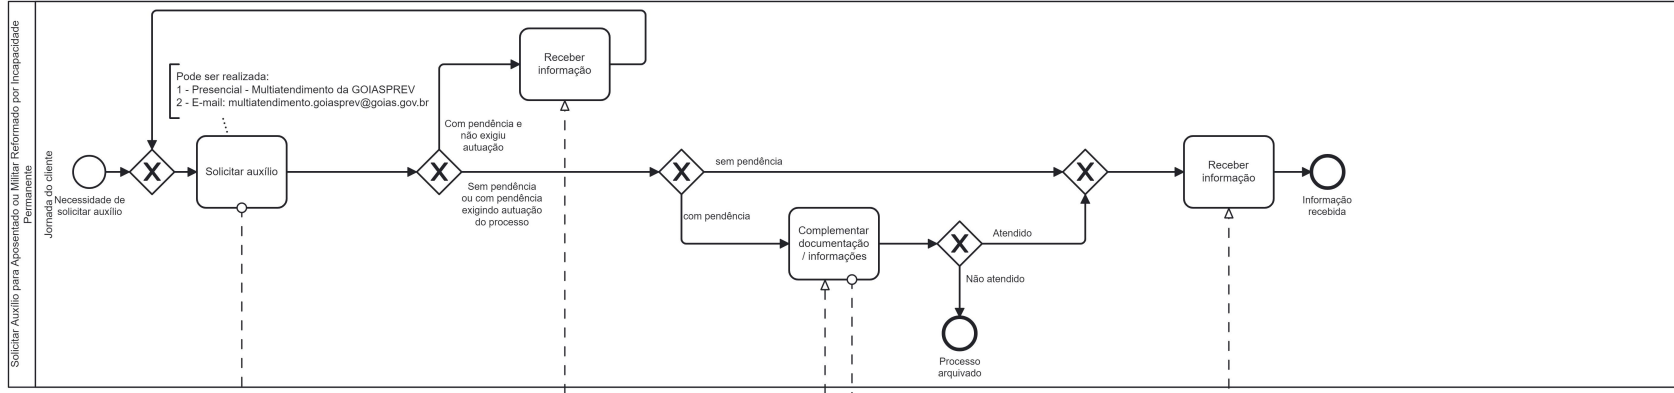 Solicitar Auxílio para Aposentado ou Militar Reformado por Incapacidade
Permanente
Jornada do cliente
Necessidade de
solicitar auxílio
Pode ser realizada:
1 - Presencial - Multiatendimento da GOIASPREV
2 - E-mail: multiatendimento.goiasprev@goias.gov.br
Solicitar auxílio
Com pendência e
não exigiu
autuação
Receber
informação
Sem pendência
ou com pendência
exigindo autuação
do processo
sem pendência
com pendência
Complementar
documentação
/ informações
Atendido
Não atendido
Processo
arquivado
Receber
informação
Informação
recebida